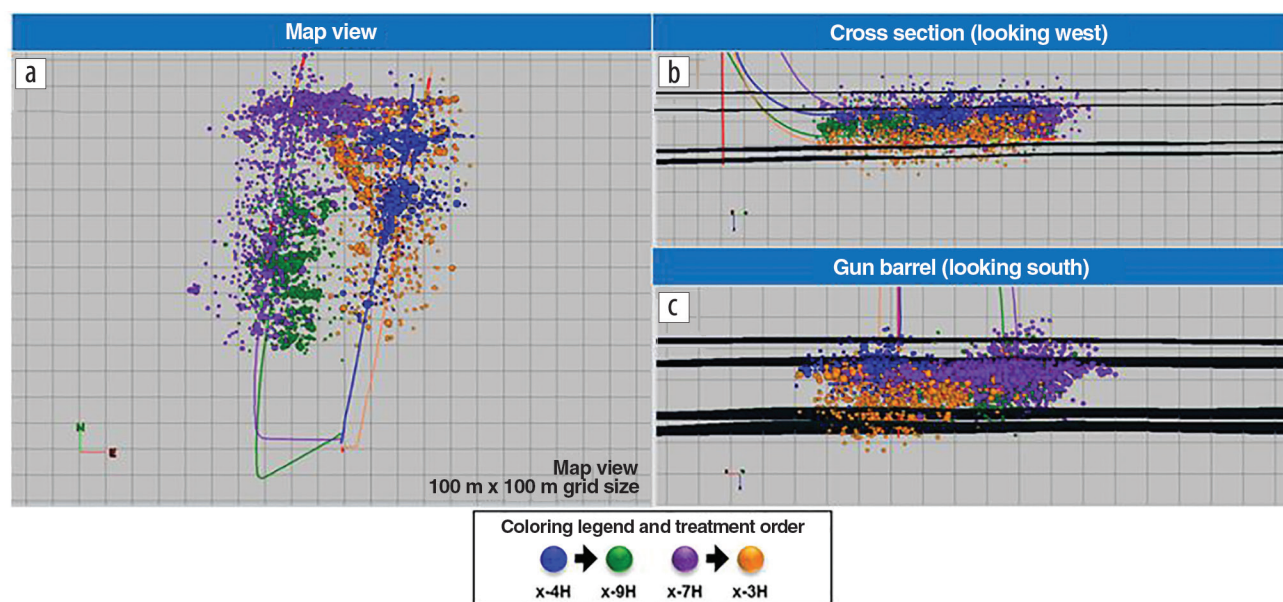 Map view
Cross section (looking west)
a
b
Gun barrel (looking south)
c
N
E
Map view
100 m x 100 m grid size
Coloring legend and treatment order
x-4H x-9H x-7H x-3H